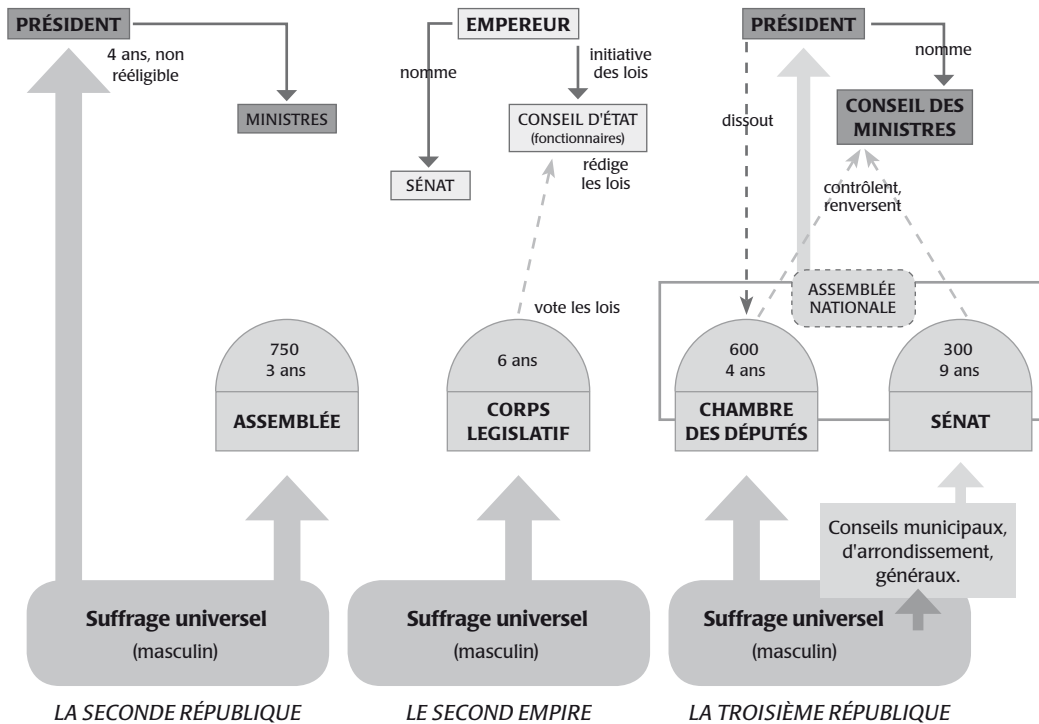 PRÉSIDENT
4 ans, non
rééligible
MINISTRES
750
3 ans
ASSEMBLÉE
Suffrage universel
(masculin)
LA SECONDE RÉPUBLIQUE
EMPEREUR
nomme
initiative
des lois
CONSEIL D'ÉTAT
(fonctionnaires)
rédige
les lois
SÉNAT
vote les lois
6 ans
CORPS
LEGISLATIF
Suffrage universel
(masculin)
LE SECOND EMPIRE
PRÉSIDENT
nomme
CONSEIL DES
MINISTRES
dissout
contrôlent,
renversent
ASSEMBLÉE
NATIONALE
600
4 ans
CHAMBRE
DES DÉPUTÉS
300
9 ans
SÉNAT
Conseils municipaux,
d'arrondissement,
généraux.
Suffrage universel
(masculin)
LA TROISIÈME RÉPUBLIQUE